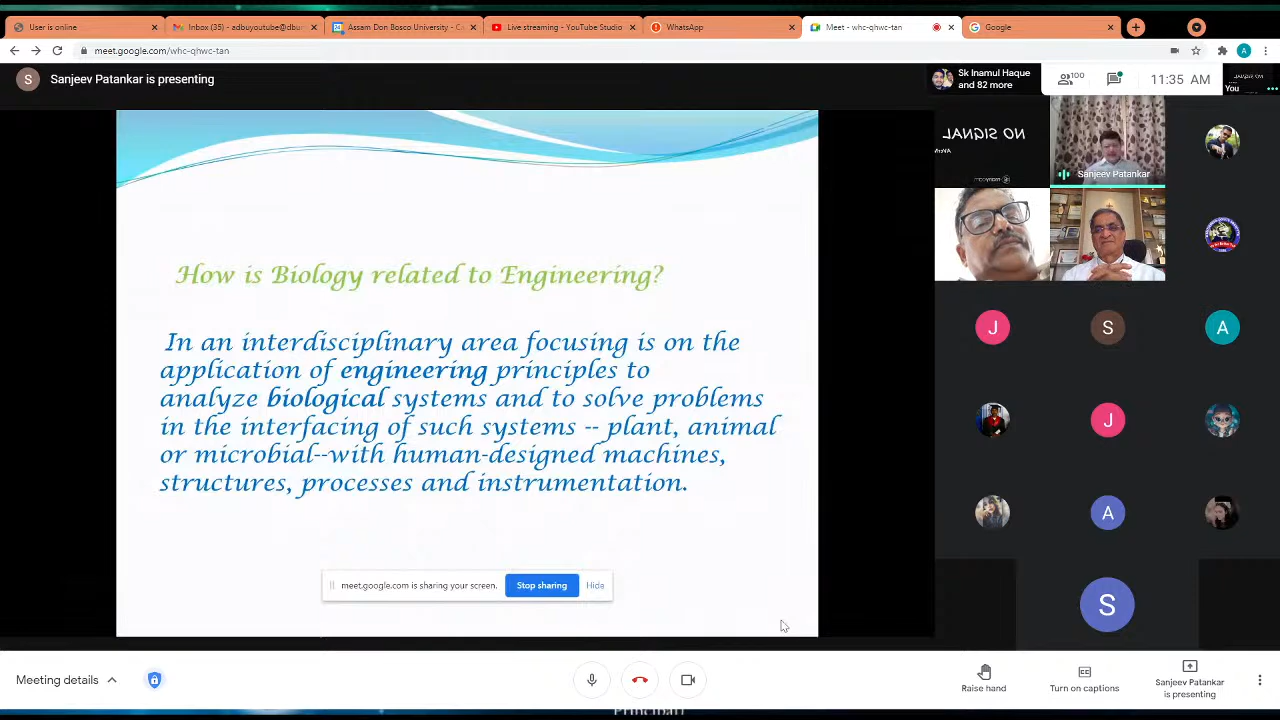 User is online
Inbox (35) - adbuyoutube@dbu
Assam Don Bosco University - Ca
Live streaming - YouTube Studio
WhatsApp
Meet - whc-qhwc-tan
Google
meet.google.com/whc-qhwc-tan
A
S
Sanjeev Patankar is presenting
Sk Inamul Haque
and 82 more
100
11:35 AM
You
NO SIGNAL
Sanjeev Patankar
How is Biology related to Engineering?
In an interdisciplinary area focusing is on the
application of engineering principles to
analyze biological systems and to solve problems
in the interfacing of such systems -- plant, animal
or microbial--with human-designed machines,
structures, processes and instrumentation.
J
S
A
J
A
S
meet.google.com is sharing your screen.
Stop sharing
Hide
Meeting details
Raise hand
Turn on captions
Sanjeev Patankar
is presenting